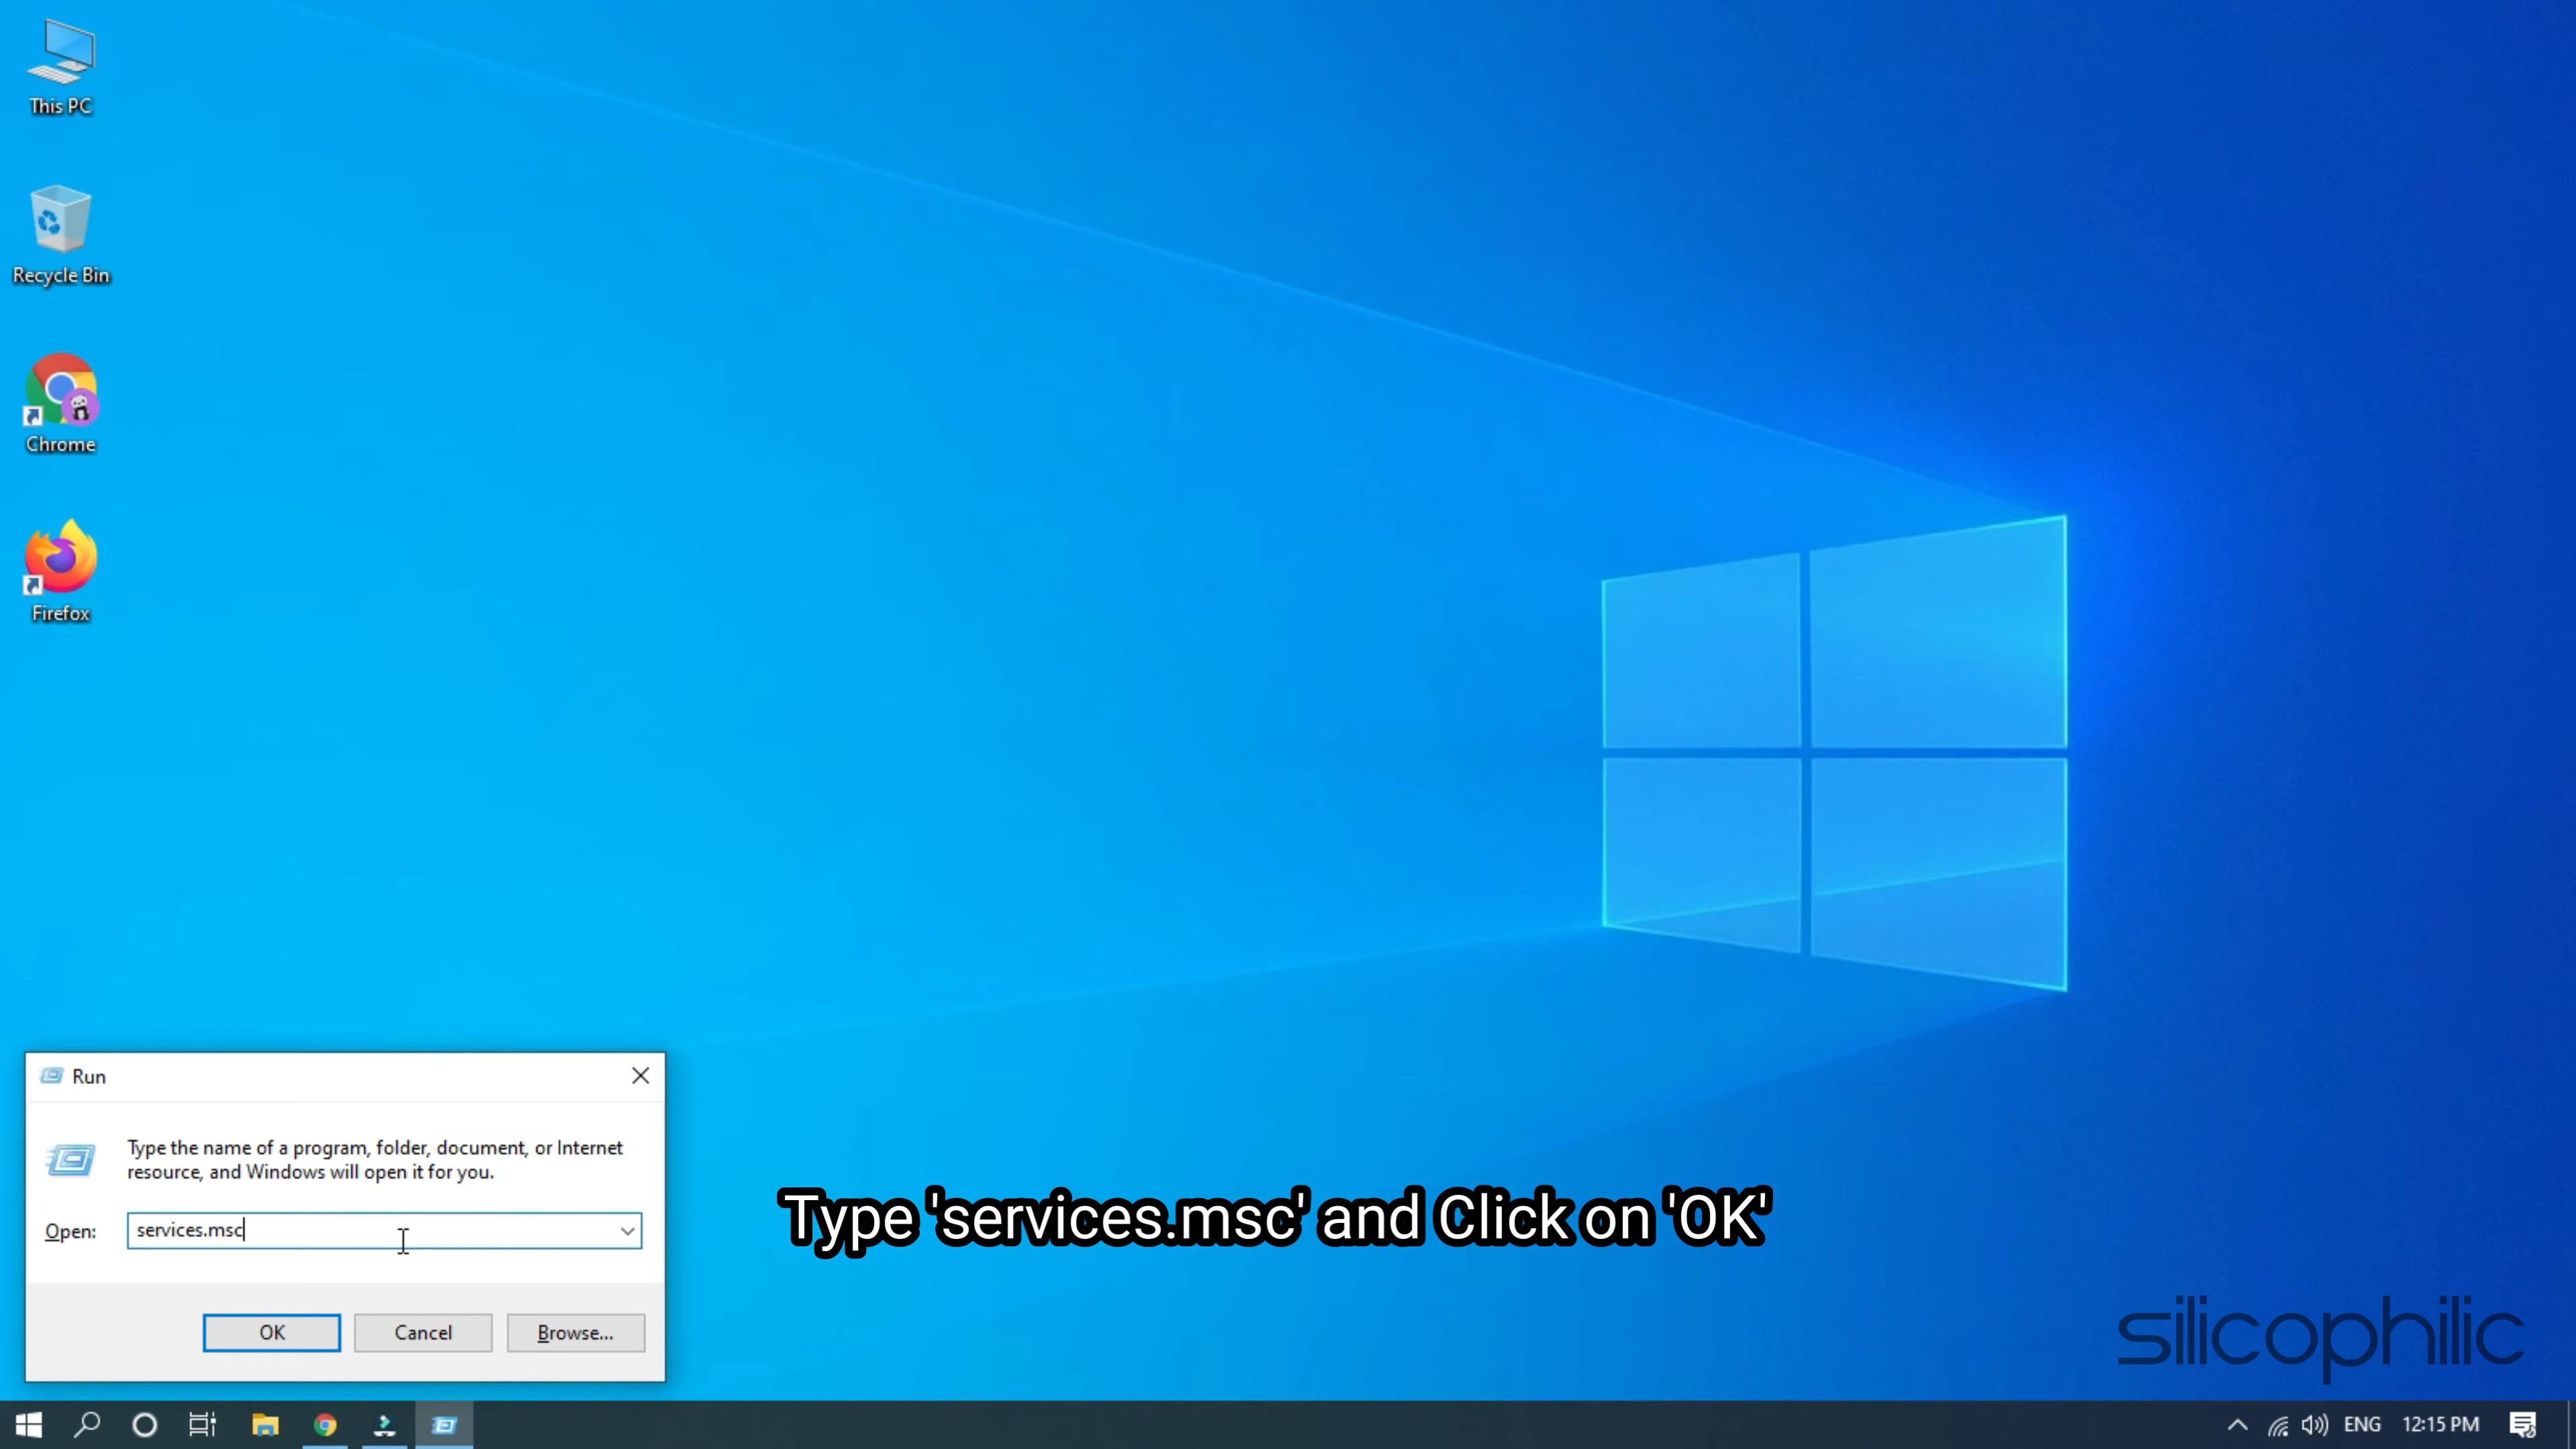 This PC
Recycle Bin
Chrome
Firefox
Run
Type the name of a program, folder, document, or Internet
resource, and Windows will open it for you.
Open: services.msc
OK Cancel Browse...
Type 'services.msc' and Click on 'OK'
silicophilic
ENG 12:15 PM